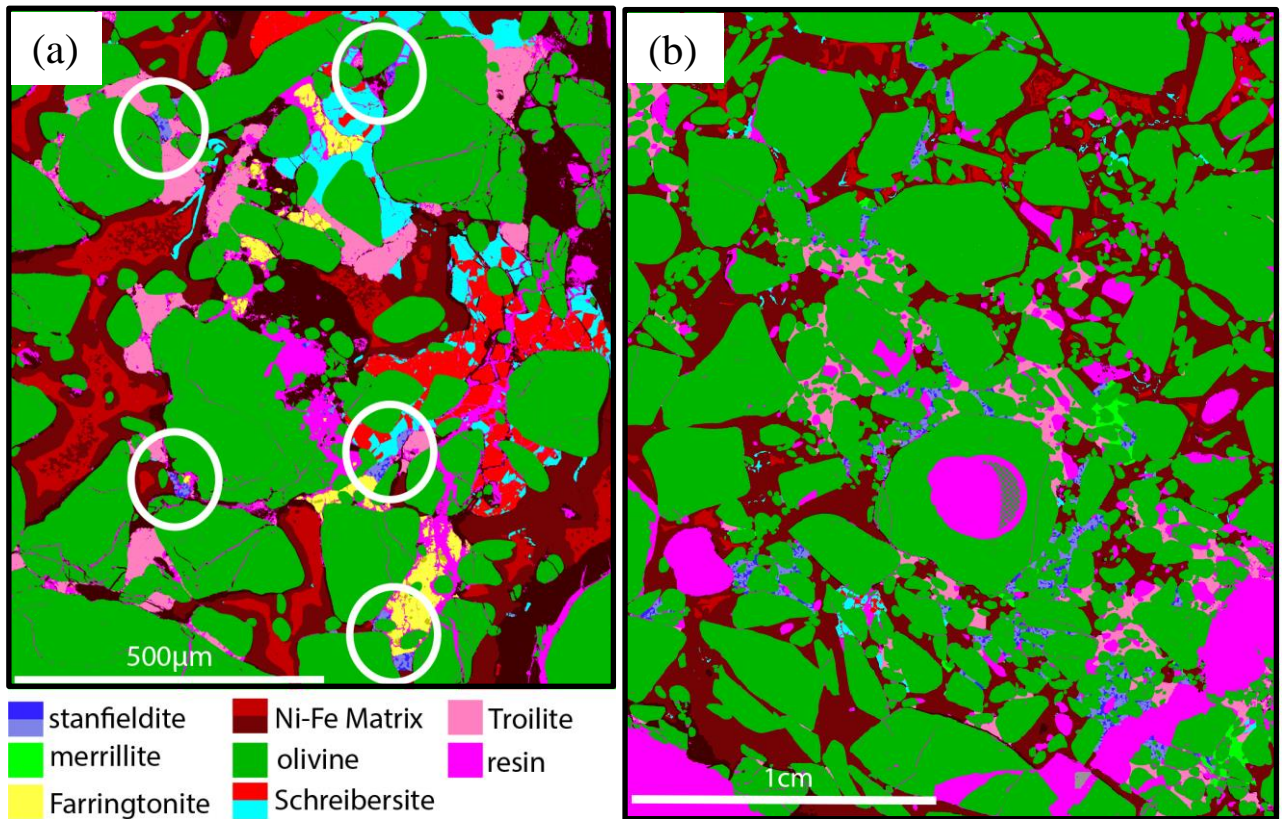 (a)
(b)
500µm
1cm
stanfieldite
Ni-Fe Matrix
Troilite
merrillite
olivine
resin
Farringtonite
Schreibersite